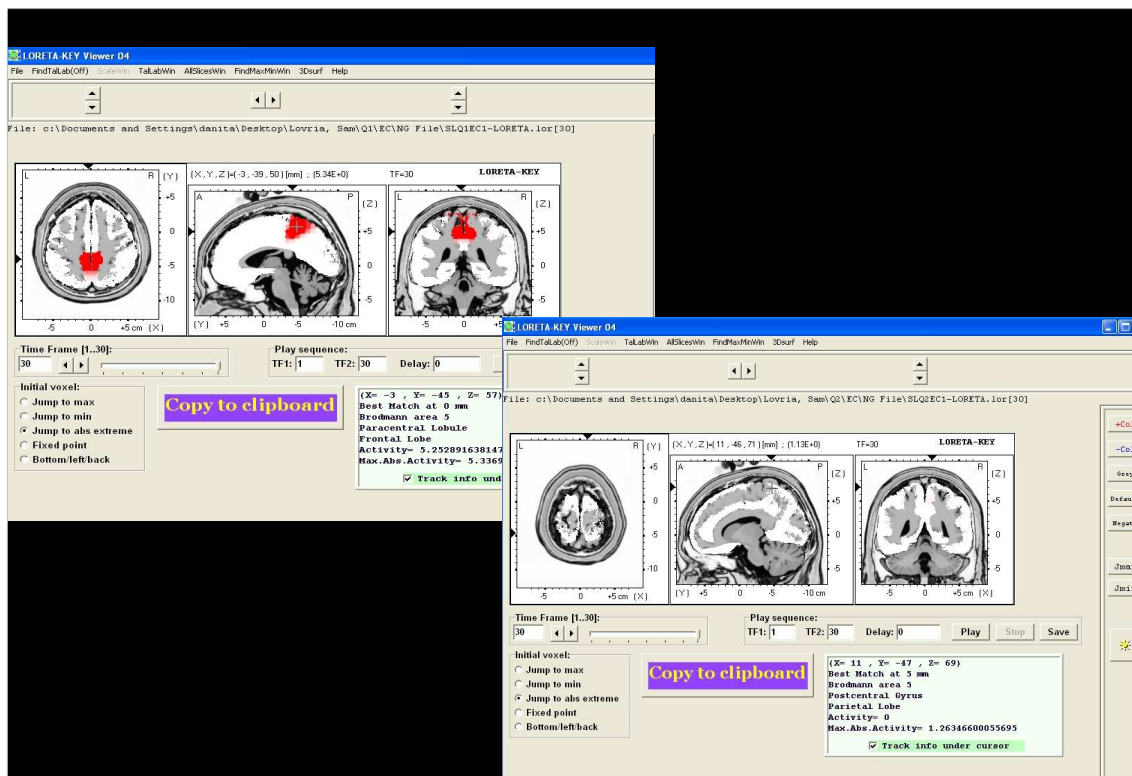 LORETA-KEY Viewer 04
File FindTalLab(Off) ScaleWin TalLabWin AllSlicesWin FindMaxMinWin 3Dsurf Help
File: c:\Documents and Settings\danita\Desktop\Lovria, Sam\Q1\EC\NG File\SLQ1EC1-LORETA.lor[30]
L R (Y) (X,Y,Z)=(-3,-39,50)[mm] ; (5.34E+0) TF=30 LORETA-KEY
A P (Z) L R (Z)
+5 +5 +5
0 0 0
-5 -5 -5
-10
-5 0 +5 cm (X) (Y) +5 0 -5 -10 cm -5 0 +5 cm (X)
Time Frame [1..30]: Play sequence:
30 TF1: 1 TF2: 30 Delay: 0
Initial voxel:
Jump to max
Jump to min
Jump to abs extreme
Fixed point
Bottom/left/back
Copy to clipboard
(X= -3 , Y= -45 , Z= 57)
Best Match at 0 mm
Brodmann area 5
Paracentral Lobule
Frontal Lobe
Activity= 5.252891638147
Max.Abs.Activity= 5.3369
Track info und
LORETA-KEY Viewer 04
File FindTalLab(Off) ScaleWin TalLabWin AllSlicesWin FindMaxMinWin 3Dsurf Help
File: c:\Documents and Settings\danita\Desktop\Lovria, Sam\Q2\EC\NG File\SLQ2EC1-LORETA.lor[30]
L R (Y) (X,Y,Z)=(11,-46,71)[mm] ; (1.13E+0) TF=30 LORETA-KEY
A P (Z) L R (Z)
+5 +5 +5
0 0 0
-5 -5 -5
-10
-5 0 +5 cm (X) (Y) +5 0 -5 -10 cm -5 0 +5 cm (X)
+Col
-Col
Grey
Defau
Negat
Jmax
Jmin
Time Frame [1..30]: Play sequence:
30 TF1: 1 TF2: 30 Delay: 0 Play Stop Save
Initial voxel:
Jump to max
Jump to min
Jump to abs extreme
Fixed point
Bottom/left/back
Copy to clipboard
(X= 11 , Y= -47 , Z= 69)
Best Match at 5 mm
Brodmann area 5
Postcentral Gyrus
Parietal Lobe
Activity= 0
Max.Abs.Activity= 1.26346600055695
Track info under cursor